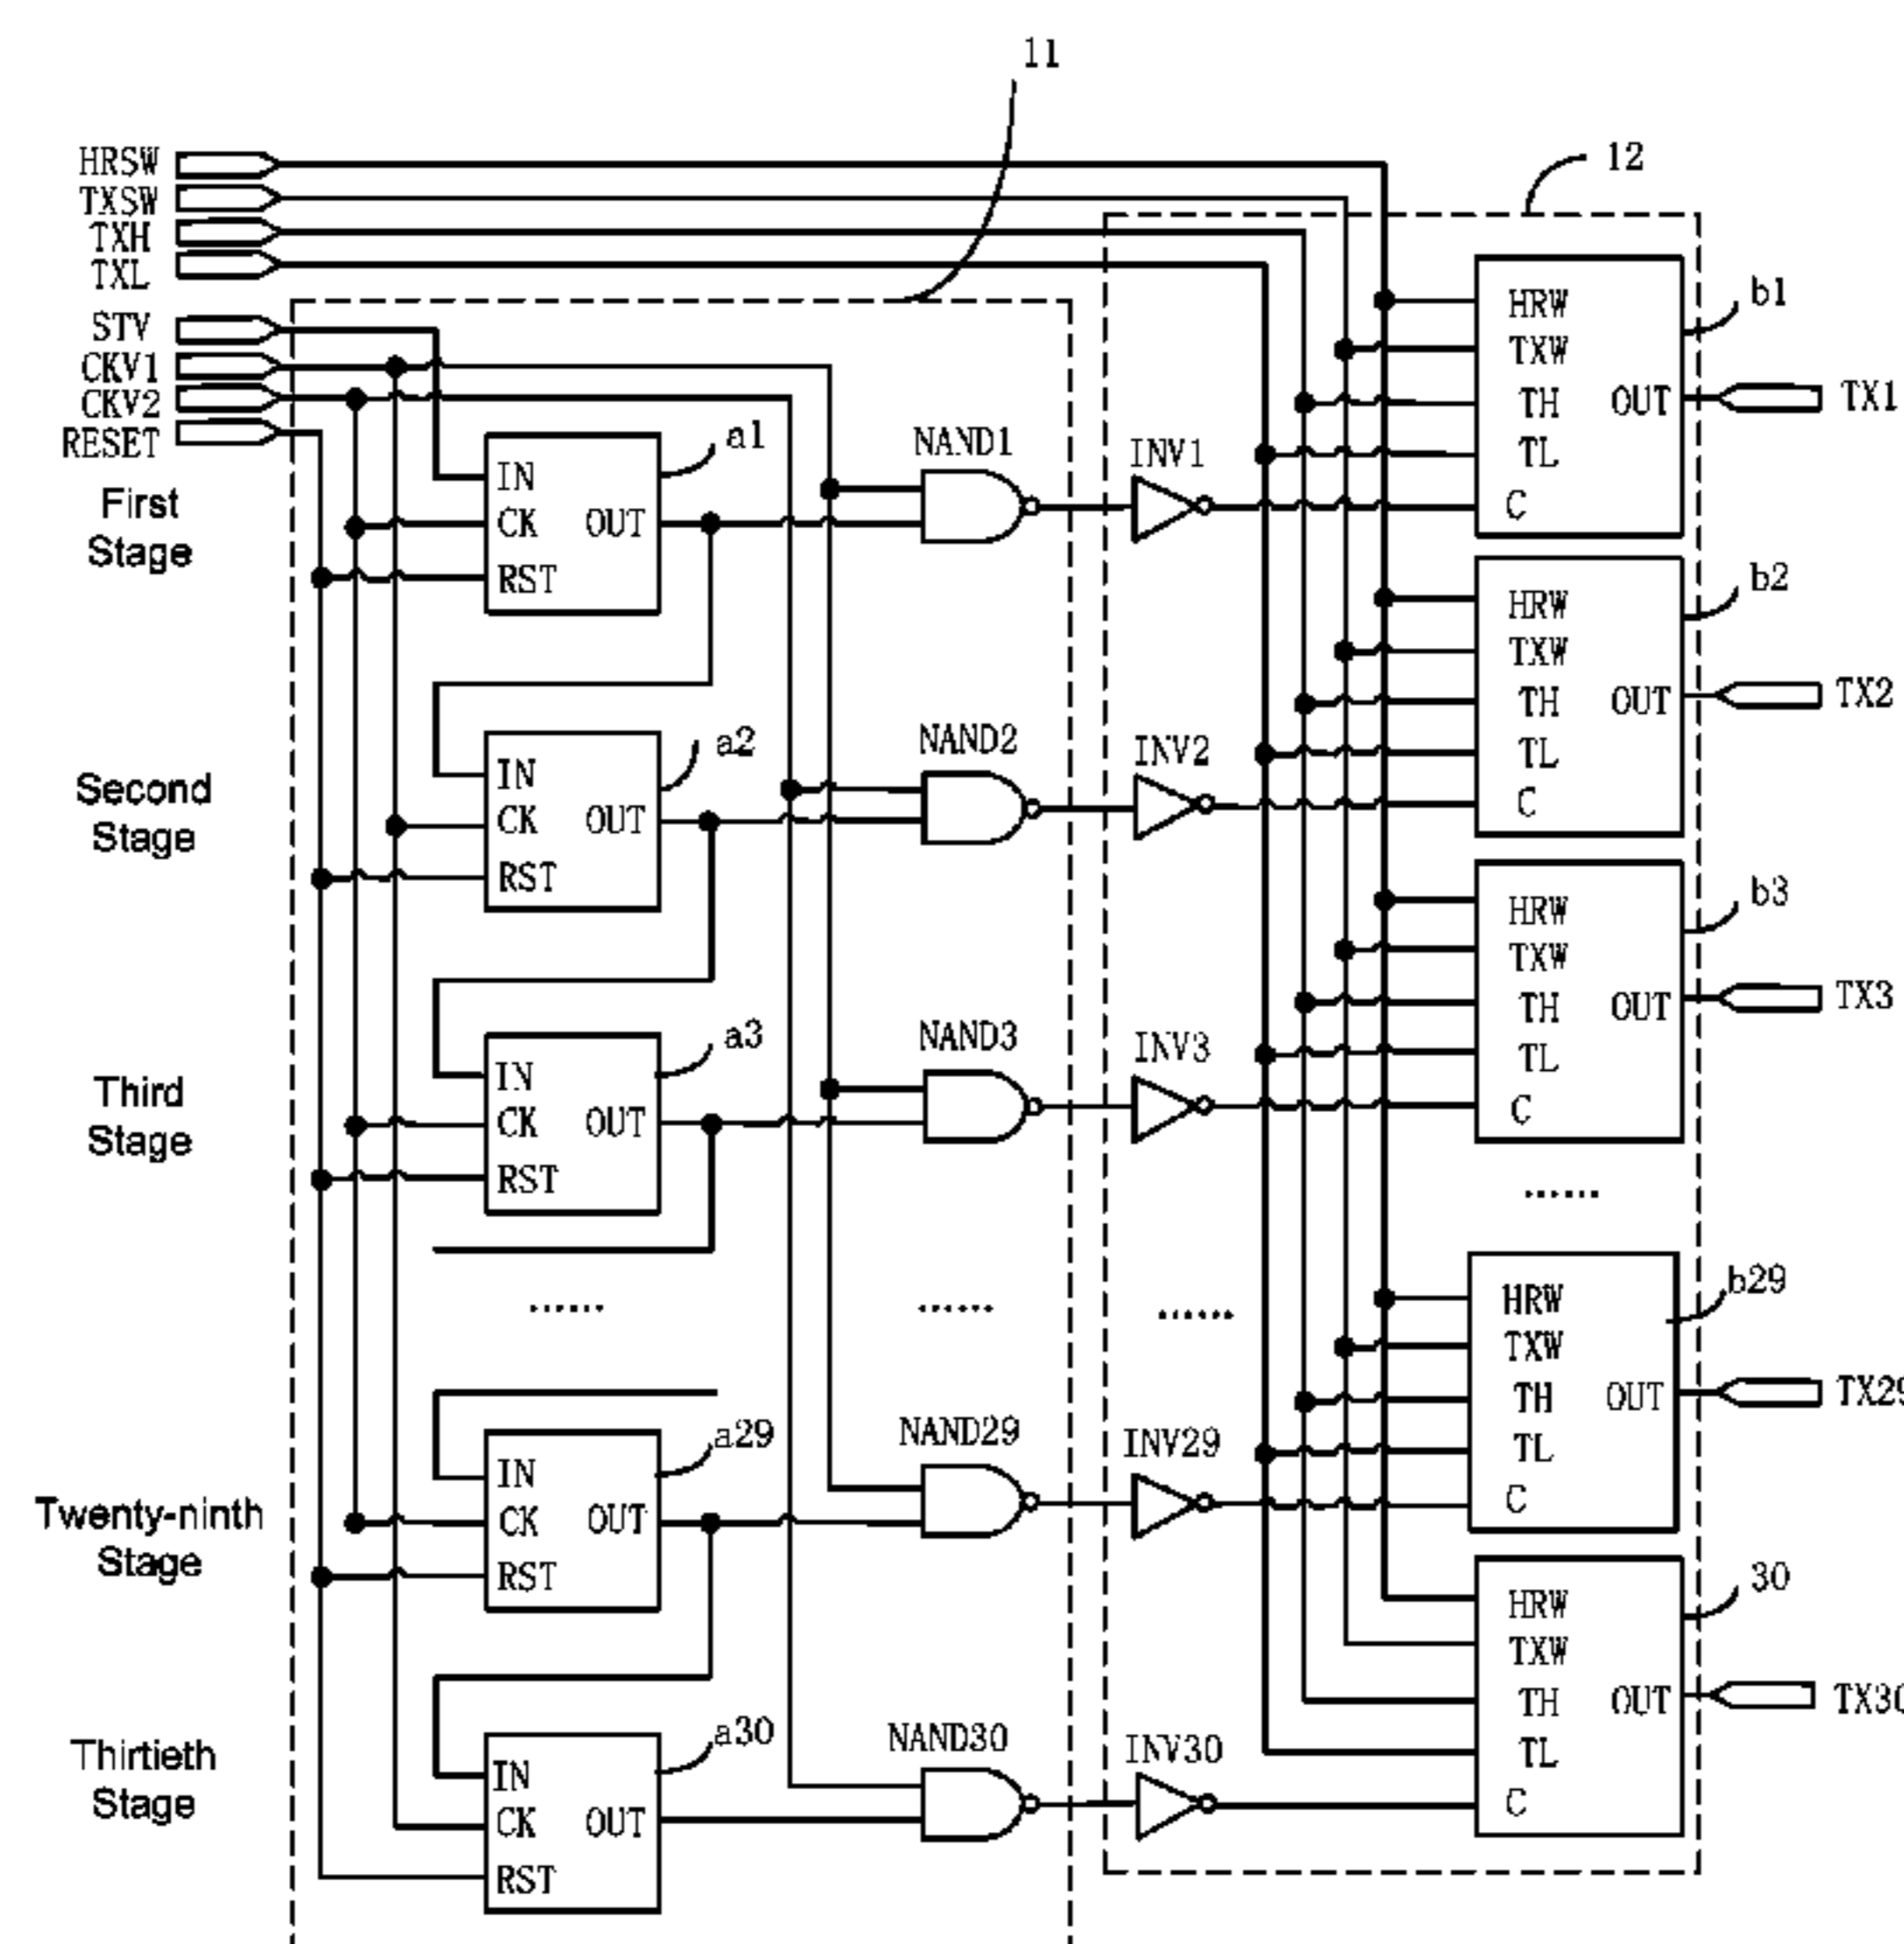 11
12
HRSW
TXSW
TXH
TXL
STV
CKV1
CKV2
RESET
First
Stage
IN
CK
RST
OUT
a1
NAND1
INV1
HRW
TXW
TH
TL
C
OUT
b1
TX1
Second
Stage
IN
CK
RST
OUT
a2
NAND2
INV2
HRW
TXW
TH
TL
C
OUT
b2
TX2
Third
Stage
IN
CK
RST
OUT
a3
NAND3
INV3
HRW
TXW
TH
TL
C
OUT
b3
TX3
......
......
......
......
Twenty-ninth
Stage
IN
CK
RST
OUT
a29
NAND29
INV29
HRW
TXW
TH
TL
C
OUT
b29
TX29
Thirtieth
Stage
IN
CK
RST
OUT
a30
NAND30
INV30
HRW
TXW
TH
TL
C
OUT
30
TX30